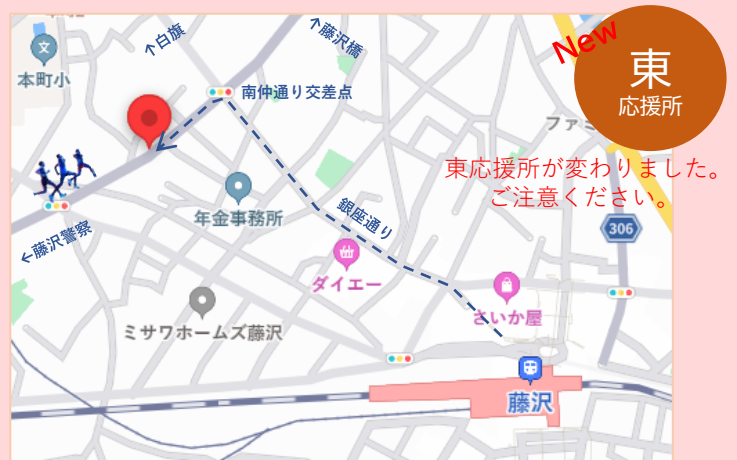 New
東
応援所
東応援所が変わりました。
ご注意ください。
↑白旗
↑藤沢橋
文
本町小
南仲通り交差点
ファミ
年金事務所
銀座通り
306
←藤沢警察
ダイエー
さいか屋
ミサワホームズ藤沢
藤沢